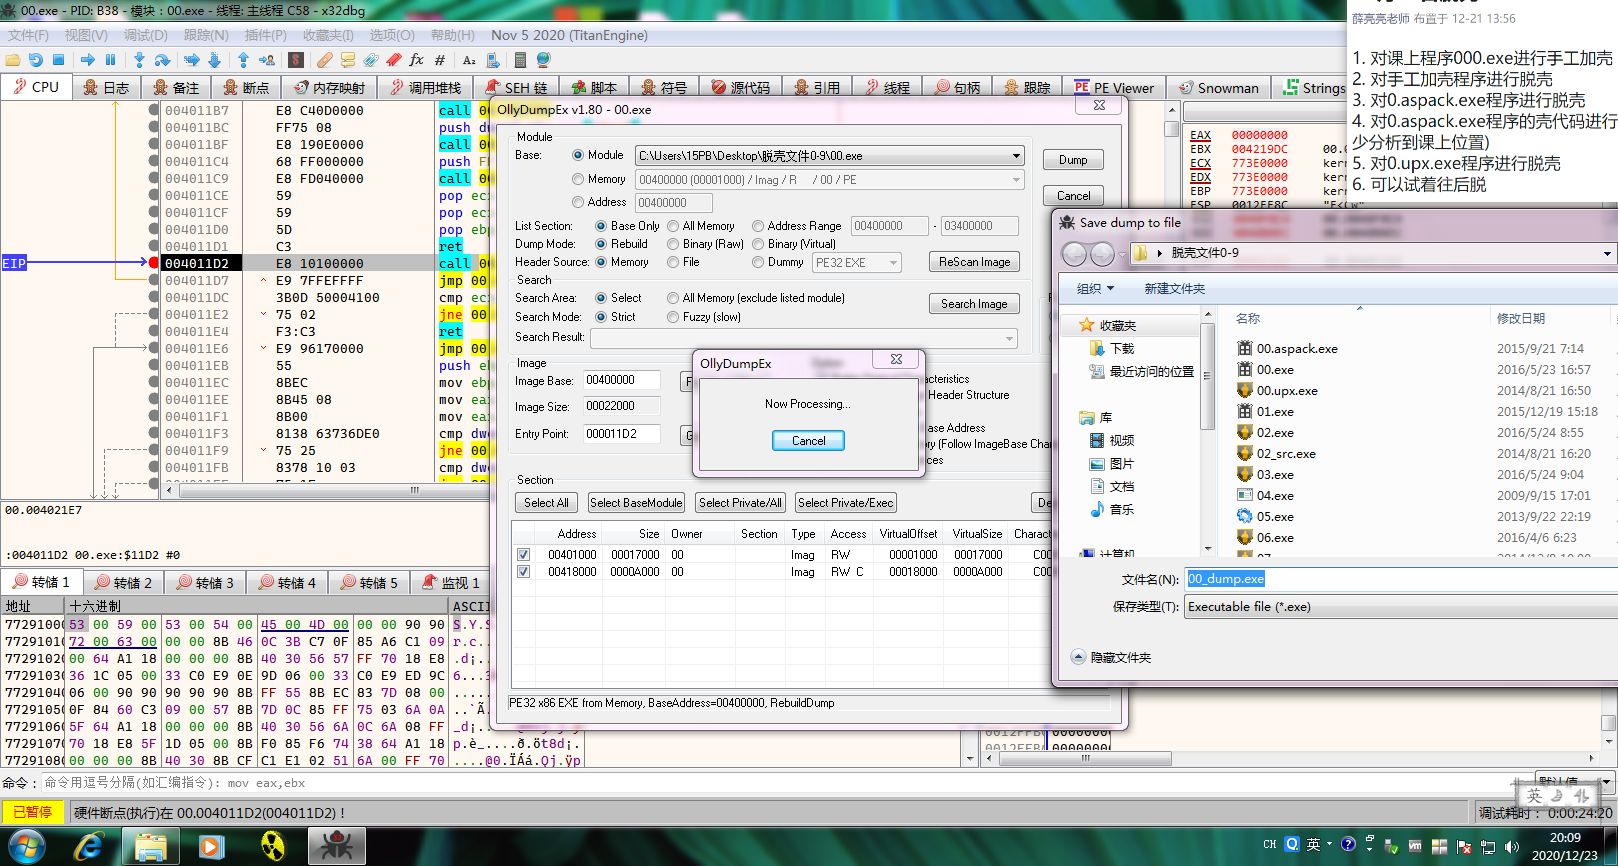 00.exe - PID: B38 - 模块：00.exe - 线程: 主线程 C58 - x32dbg
文件(F) 视图(V) 调试(D) 跟踪(N) 插件(P) 收藏夹(I) 选项(O) 帮助(H) Nov 5 2020 (TitanEngine)
CPU 日志 备注 断点 内存映射 调用堆栈 SEH 链 脚本 符号 源代码 引用 线程 句柄 跟踪 PE Viewer Snowman Strings
薛亮亮老师 布置于 12-21 13:56
1. 对课上程序000.exe进行手工加壳
2. 对手工加壳程序进行脱壳
3. 对0.aspack.exe程序进行脱壳
4. 对0.aspack.exe程序的壳代码进行
少分析到课上位置)
5. 对0.upx.exe程序进行脱壳
6. 可以试着往后脱
EIP
004011B7 E8 C40D0000 call 00
004011BC FF75 08 push dw
004011BF E8 190E0000 call 00
004011C4 68 FF000000 push FF
004011C9 E8 FD040000 call 00
004011CE 59 pop ecx
004011CF 59 pop ecx
004011D0 5D pop ebp
004011D1 C3 ret
004011D2 E8 10100000 call 00
004011D7 E9 7FFEFFFF jmp 00
004011DC 3B0D 50004100 cmp ecx
004011E2 75 02 jne 00
004011E4 F3:C3 ret
004011E6 E9 96170000 jmp 00
004011EB 55 push eb
004011EC 8BEC mov ebp
004011EE 8B45 08 mov eax
004011F1 8B00 mov eax
004011F3 8138 63736DE0 cmp dwo
004011F9 75 25 jne 00
004011FB 8378 10 03 cmp dwo
00.004021E7
:004011D2 00.exe:$11D2 #0
OllyDumpEx v1.80 - 00.exe
Module
Base: Module C:\Users\15PB\Desktop\脱壳文件0-9\00.exe Dump
Memory 00400000 (00001000) / Imag / R / 00 / PE
Address 00400000 Cancel
List Section: Base Only All Memory Address Range 00400000 - 03400000
Dump Mode: Rebuild Binary (Raw) Binary (Virtual)
Header Source: Memory File Dummy PE32 EXE ReScan Image
Search
Search Area: Select All Memory (exclude listed module) Search Image
Search Mode: Strict Fuzzy (slow)
Search Result:
Image
Image Base: 00400000
Image Size: 00022000
Entry Point: 000011D2
OllyDumpEx
Now Processing...
Cancel
Section
Select All Select BaseModule Select Private/All Select Private/Exec De
Address Size Owner Section Type Access VirtualOffset VirtualSize Charact
00401000 00017000 00 Imag RW 00001000 00017000 C00
00418000 0000A000 00 Imag RW C 00018000 0000A000 C00
PE32 x86 EXE from Memory, BaseAddress=00400000, RebuildDump
EAX 00000000
EBX 004219DC 00.0
ECX 773E0000 kern
EDX 773E0000 kern
EBP 773E0000 kern
ESP 0012FF8C
Save dump to file
脱壳文件0-9
组织 新建文件夹
收藏夹
下载
最近访问的位置
库
视频
图片
文档
音乐
计算机
名称 修改日期
00.aspack.exe 2015/9/21 7:14
00.exe 2016/5/23 16:57
00.upx.exe 2014/8/21 16:50
01.exe 2015/12/19 15:18
02.exe 2016/5/24 8:55
02_src.exe 2014/8/21 16:20
03.exe 2016/5/24 9:04
04.exe 2009/9/15 17:01
05.exe 2013/9/22 22:19
06.exe 2016/4/6 6:23
文件名(N): 00_dump.exe
保存类型(T): Executable file (*.exe)
隐藏文件夹
转储 1 转储 2 转储 3 转储 4 转储 5 监视 1
地址 十六进制 ASCII
77291000 53 00 59 00 53 00 54 00 45 00 4D 00 00 00 90 90 S.Y.S
77291010 72 00 63 00 00 00 8B 46 0C 3B C7 0F 85 A6 C1 09 r.c..
77291020 00 64 A1 18 00 00 00 8B 40 30 56 57 FF 70 18 E8 .d¡..
77291030 36 1C 05 00 33 C0 E9 0E 9D 06 00 33 C0 E9 ED 9C 6...3
77291040 06 00 90 90 90 90 90 8B FF 55 8B EC 83 7D 08 00
77291050 0F 84 60 C3 09 00 57 8B 7D 0C 85 FF 75 03 6A 0A
77291060 5F 64 A1 18 00 00 00 8B 40 30 56 6A 0C 6A 08 FF
77291070 70 18 E8 5F 1D 05 00 8B F0 85 F6 74 38 64 A1 18 p.è_....ð.öt8d¡.
77291080 00 00 00 8B 40 30 8B CF C1 E1 02 51 6A 00 FF 70 ....@0.ÏÁá.Qj.ÿp
命令： 命令用逗号分隔(如汇编指令): mov eax,ebx 默认值
已暂停 硬件断点(执行)在 00.004011D2(004011D2)！ 调试耗时： 0:00:24:20
英
CH 英 20:09
2020/12/23